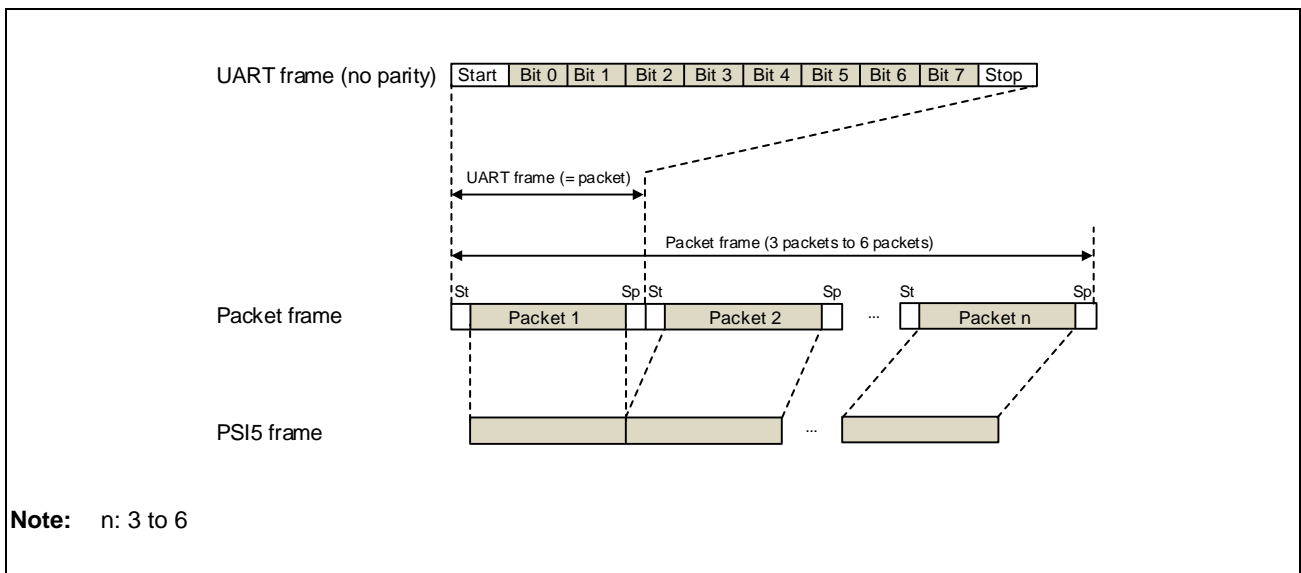 UART frame (no parity) Start Bit 0 Bit 1 Bit 2 Bit 3 Bit 4 Bit 5 Bit 6 Bit 7 Stop
UART frame (= packet)
Packet frame (3 packets to 6 packets)
St Sp St Sp St Sp
Packet frame Packet 1 Packet 2 ... Packet n
PSI5 frame ...
Note: n: 3 to 6